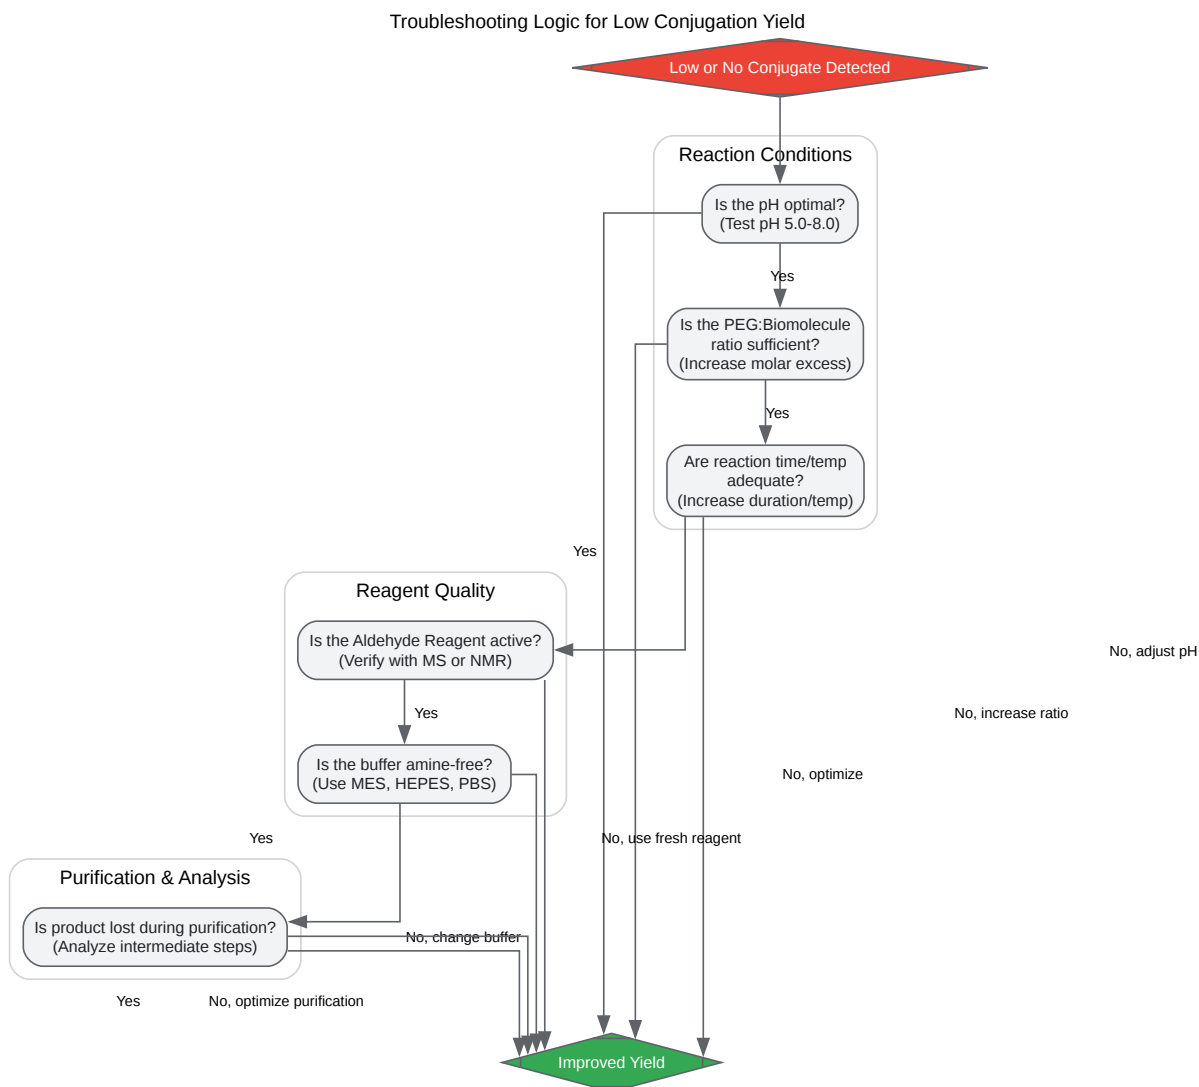 Troubleshooting Logic for Low Conjugation Yield
Low or No Conjugate Detected
Reaction Conditions
Is the pH optimal?
(Test pH 5.0-8.0)
Yes
Is the PEG:Biomolecule
ratio sufficient?
(Increase molar excess)
Yes
Are reaction time/temp
adequate?
(Increase duration/temp)
Yes
Reagent Quality
Is the Aldehyde Reagent active?
(Verify with MS or NMR)
No, adjust pH
Yes
No, increase ratio
Is the buffer amine-free?
(Use MES, HEPES, PBS)
No, optimize
Yes
No, use fresh reagent
Purification & Analysis
Is product lost during purification?
(Analyze intermediate steps)
No, change buffer
Yes
No, optimize purification
Improved Yield